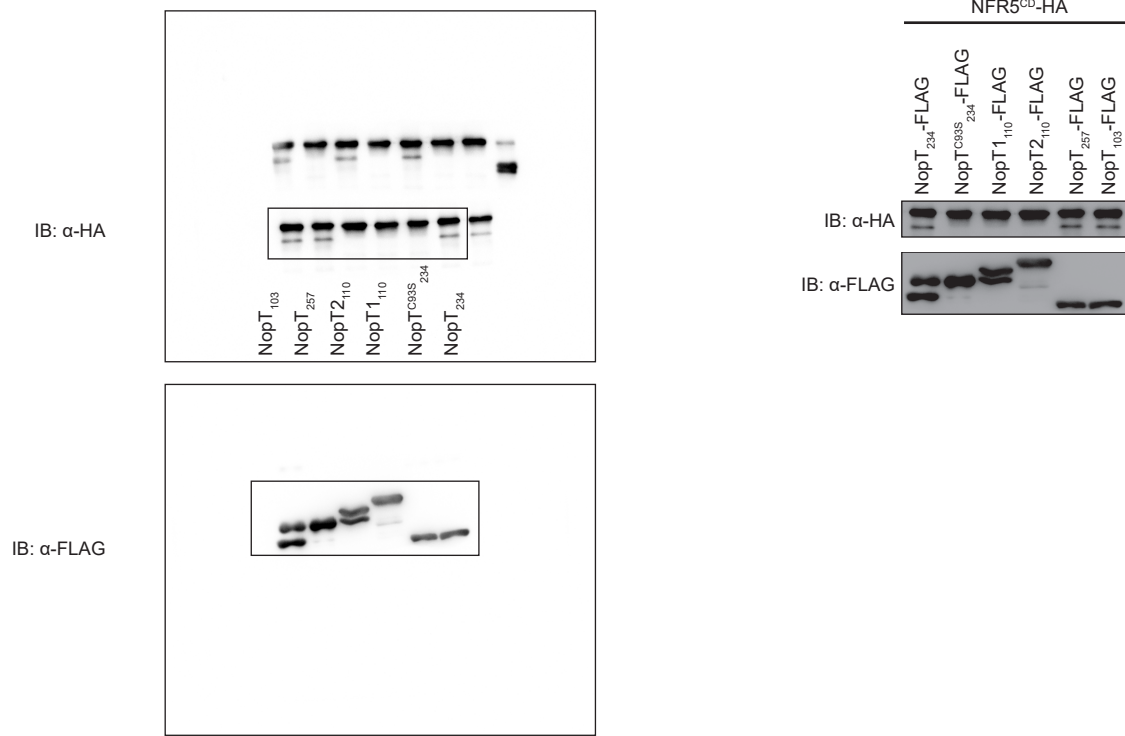 NFR5CD-HA
NopT234-FLAG
NopTC93S234-FLAG
NopT1110-FLAG
NopT2110-FLAG
NopT257-FLAG
NopT103-FLAG
IB: α-HA
IB: α-FLAG
IB: α-HA
NopT103
NopT257
NopT2110
NopT1110
NopTC93S234
NopT234
IB: α-FLAG